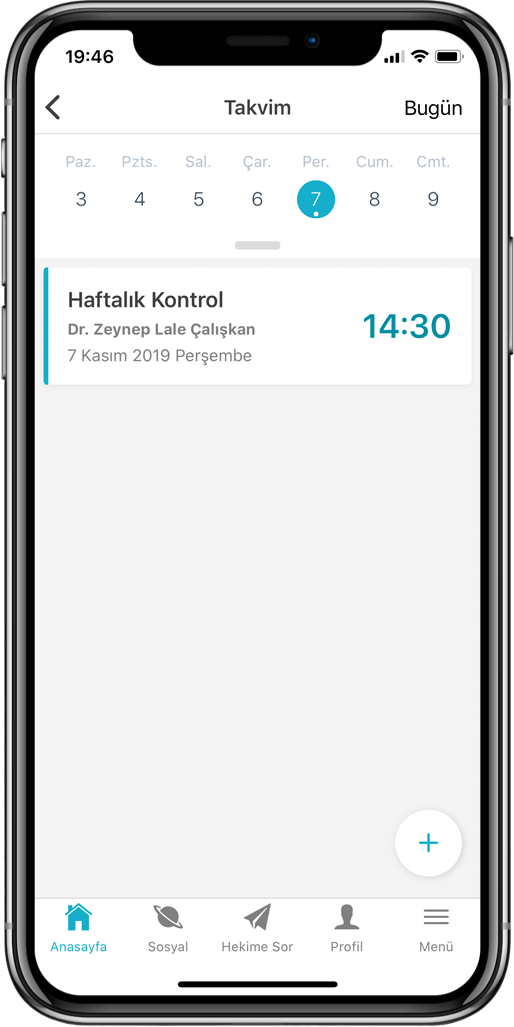 19:46
Takvim Bugün
Paz. Pzts. Sal. Çar. Per. Cum. Cmt.
3 4 5 6 7 8 9
Haftalık Kontrol
Dr. Zeynep Lale Çalışkan
7 Kasım 2019 Perşembe
14:30
Anasayfa Sosyal Hekime Sor Profil Menü